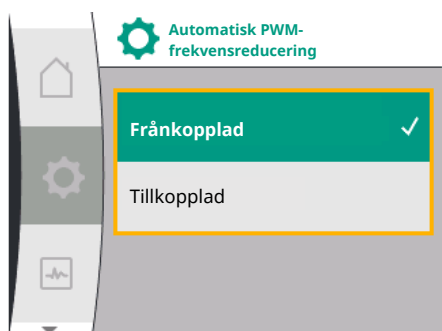 Automatisk PWM-
frekvensreducering
Frånkopplad
Tillkopplad